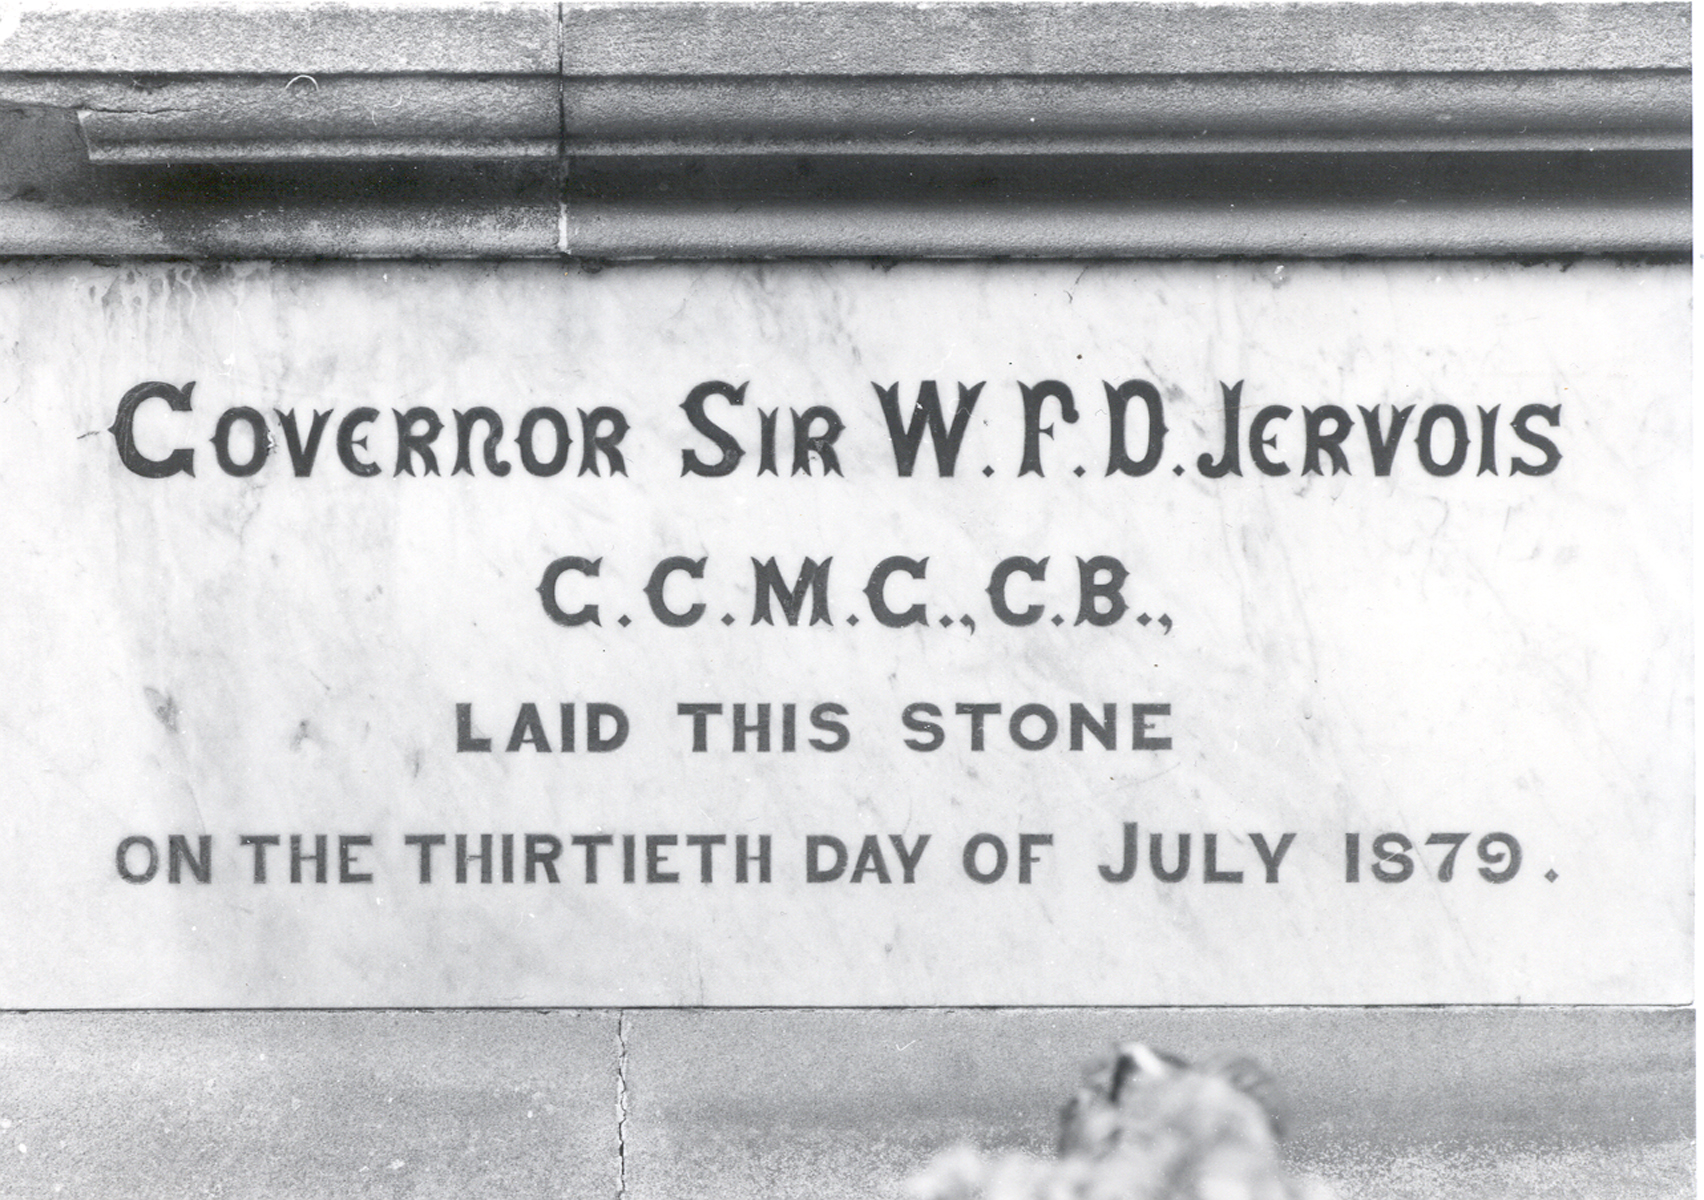 GOVERNOR SIR W. F. D. JERVOIS
G.C.M.G., C.B.,
LAID THIS STONE
ON THE THIRTIETH DAY OF JULY 1879.